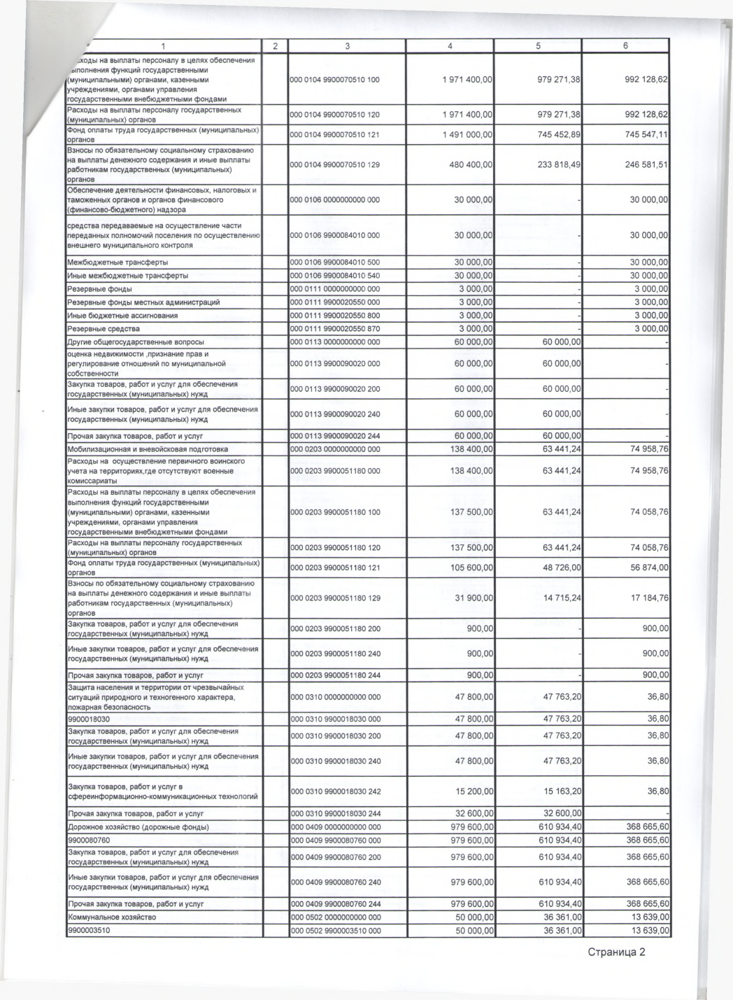 1 2 3 4 5 6
ходы на выплаты персоналу в целях обеспечения
выполнения функций государственными
(муниципальными) органами, казенными
учреждениями, органами управления
государственными внебюджетными фондами
000 0104 9900070510 100 1 971 400,00 979 271,38 992 128,62
Расходы на выплаты персоналу государственных
(муниципальных) органов
000 0104 9900070510 120 1 971 400,00 979 271,38 992 128,62
Фонд оплаты труда государственных (муниципальных)
органов
000 0104 9900070510 121 1 491 000,00 745 452,89 745 547,11
Взносы по обязательному социальному страхованию
на выплаты денежного содержания и иные выплаты
работникам государственных (муниципальных)
органов
000 0104 9900070510 129 480 400,00 233 818,49 246 581,51
Обеспечение деятельности финансовых, налоговых и
таможенных органов и органов финансового
(финансово-бюджетного) надзора
000 0106 0000000000 000 30 000,00 - 30 000,00
средства передаваемые на осуществление части
переданных полномочий поселения по осуществлению
внешнего муниципального контроля
000 0106 9900084010 000 30 000,00 - 30 000,00
Межбюджетные трансферты 000 0106 9900084010 500 30 000,00 - 30 000,00
Иные межбюджетные трансферты 000 0106 9900084010 540 30 000,00 - 30 000,00
Резервные фонды 000 0111 0000000000 000 3 000,00 - 3 000,00
Резервные фонды местных администраций 000 0111 9900020550 000 3 000,00 - 3 000,00
Иные бюджетные ассигнования 000 0111 9900020550 800 3 000,00 - 3 000,00
Резервные средства 000 0111 9900020550 870 3 000,00 - 3 000,00
Другие общегосударственные вопросы 000 0113 0000000000 000 60 000,00 60 000,00 -
оценка недвижимости ,признание прав и
регулирование отношений по муниципальной
собственности
000 0113 9900090020 000 60 000,00 60 000,00 -
Закупка товаров, работ и услуг для обеспечения
государственных (муниципальных) нужд
000 0113 9900090020 200 60 000,00 60 000,00 -
Иные закупки товаров, работ и услуг для обеспечения
государственных (муниципальных) нужд
000 0113 9900090020 240 60 000,00 60 000,00 -
Прочая закупка товаров, работ и услуг 000 0113 9900090020 244 60 000,00 60 000,00 -
Мобилизационная и вневойсковая подготовка 000 0203 0000000000 000 138 400,00 63 441,24 74 958,76
Расходы на осуществление первичного воинского
учета на территориях,где отсутствуют военные
комиссариаты
000 0203 9900051180 000 138 400,00 63 441,24 74 958,76
Расходы на выплаты персоналу в целях обеспечения
выполнения функций государственными
(муниципальными) органами, казенными
учреждениями, органами управления
государственными внебюджетными фондами
000 0203 9900051180 100 137 500,00 63 441,24 74 058,76
Расходы на выплаты персоналу государственных
(муниципальных) органов
000 0203 9900051180 120 137 500,00 63 441,24 74 058,76
Фонд оплаты труда государственных (муниципальных)
органов
000 0203 9900051180 121 105 600,00 48 726,00 56 874,00
Взносы по обязательному социальному страхованию
на выплаты денежного содержания и иные выплаты
работникам государственных (муниципальных)
органов
000 0203 9900051180 129 31 900,00 14 715,24 17 184,76
Закупка товаров, работ и услуг для обеспечения
государственных (муниципальных) нужд
000 0203 9900051180 200 900,00 - 900,00
Иные закупки товаров, работ и услуг для обеспечения
государственных (муниципальных) нужд
000 0203 9900051180 240 900,00 - 900,00
Прочая закупка товаров, работ и услуг 000 0203 9900051180 244 900,00 - 900,00
Защита населения и территории от чрезвычайных
ситуаций природного и техногенного характера,
пожарная безопасность
000 0310 0000000000 000 47 800,00 47 763,20 36,80
9900018030 000 0310 9900018030 000 47 800,00 47 763,20 36,80
Закупка товаров, работ и услуг для обеспечения
государственных (муниципальных) нужд
000 0310 9900018030 200 47 800,00 47 763,20 36,80
Иные закупки товаров, работ и услуг для обеспечения
государственных (муниципальных) нужд
000 0310 9900018030 240 47 800,00 47 763,20 36,80
Закупка товаров, работ и услуг в
сфереинформационно-коммуникационных технологий
000 0310 9900018030 242 15 200,00 15 163,20 36,80
Прочая закупка товаров, работ и услуг 000 0310 9900018030 244 32 600,00 32 600,00 -
Дорожное хозяйство (дорожные фонды) 000 0409 0000000000 000 979 600,00 610 934,40 368 665,60
9900080760 000 0409 9900080760 000 979 600,00 610 934,40 368 665,60
Закупка товаров, работ и услуг для обеспечения
государственных (муниципальных) нужд
000 0409 9900080760 200 979 600,00 610 934,40 368 665,60
Иные закупки товаров, работ и услуг для обеспечения
государственных (муниципальных) нужд
000 0409 9900080760 240 979 600,00 610 934,40 368 665,60
Прочая закупка товаров, работ и услуг 000 0409 9900080760 244 979 600,00 610 934,40 368 665,60
Коммунальное хозяйство 000 0502 0000000000 000 50 000,00 36 361,00 13 639,00
9900003510 000 0502 9900003510 000 50 000,00 36 361,00 13 639,00
Страница 2